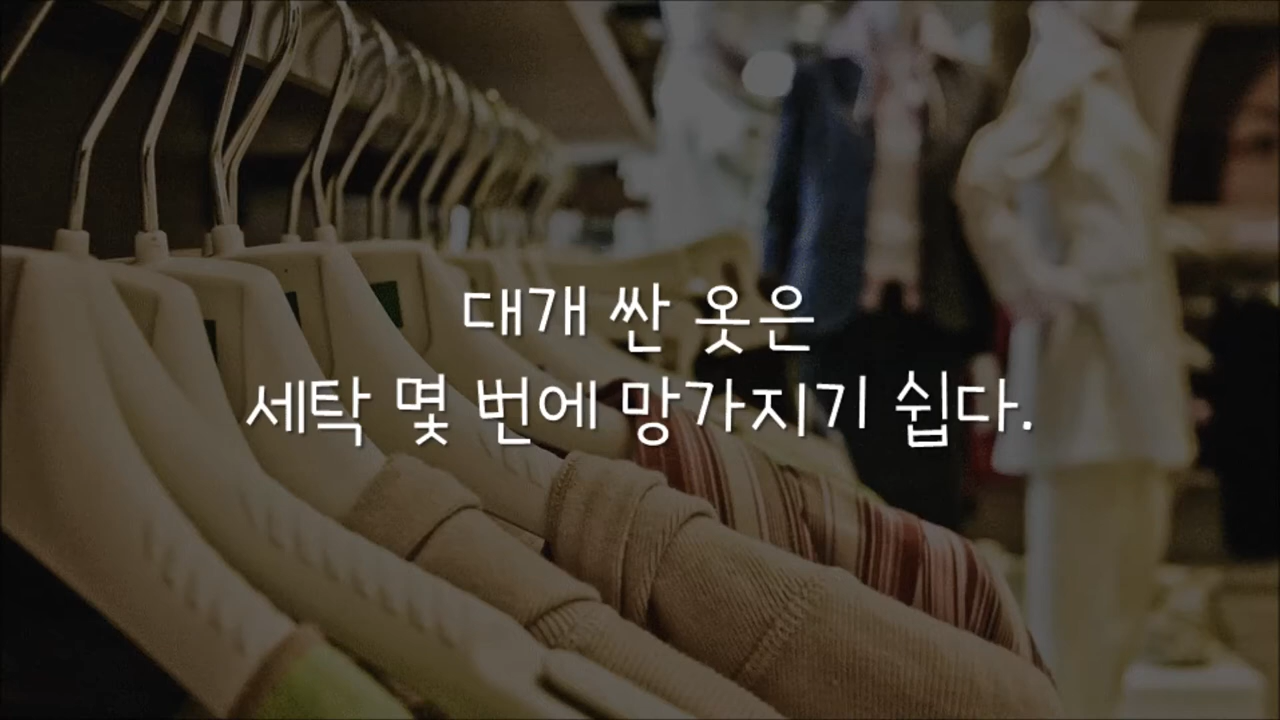 대개 싼 옷은
세탁 몇 번에 망가지기 쉽다.